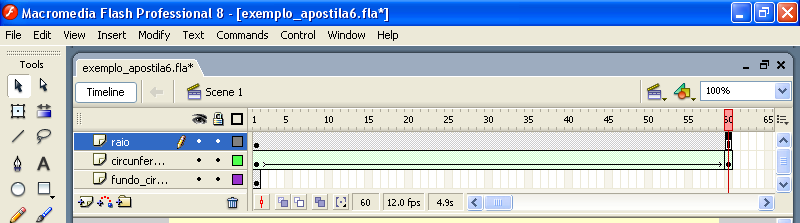 Macromedia Flash Professional 8 - [exemplo_apostila6.fla*]
File Edit View Insert Modify Text Commands Control Window Help
Tools
exemplo_apostila6.fla*
Timeline Scene 1 100%
1 5 10 15 20 25 30 35 40 45 50 55 60 65
raio
circunfer...
fundo_cir...
60 12.0 fps 4.9s